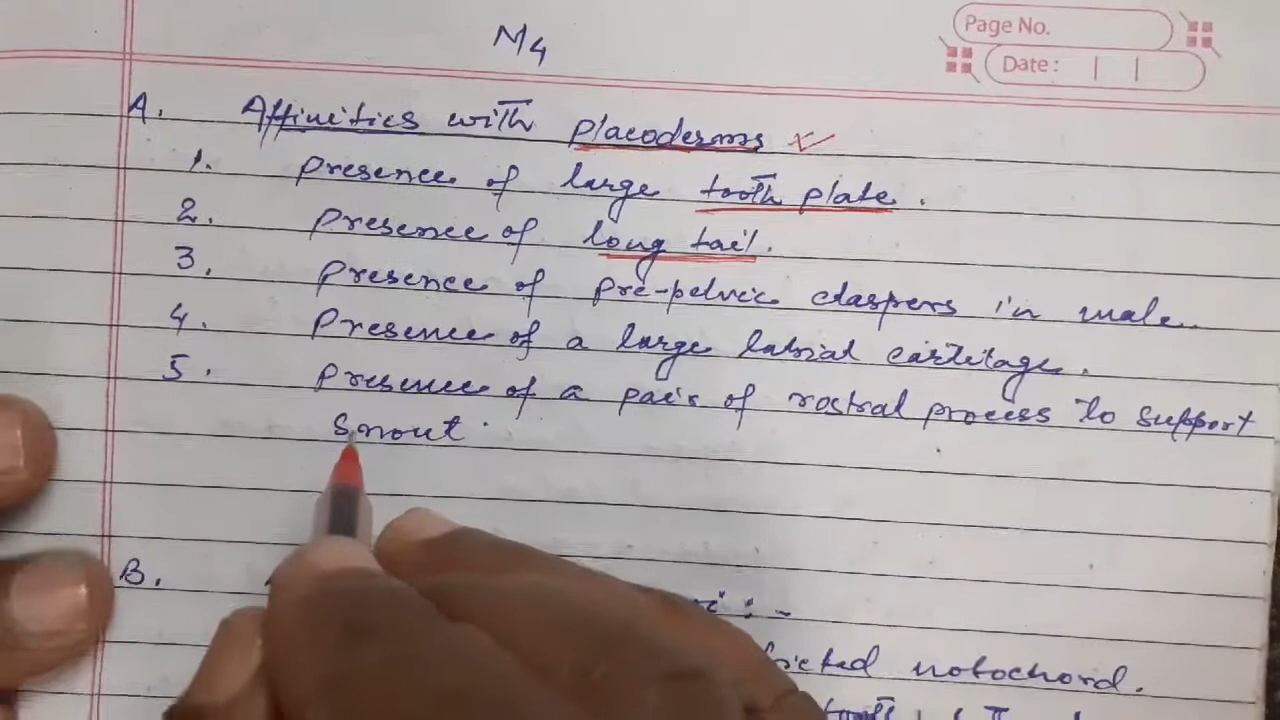 M4
Page No.
Date : | |
A. Affinities with placoderms
1. presence of large tooth plate.
2. presence of long tail.
3. presence of pre-pelvic claspers in male.
4. presence of a large labial cartilage.
5. presence of a pair of rostral process to support
snout.
B. :-
notochord.